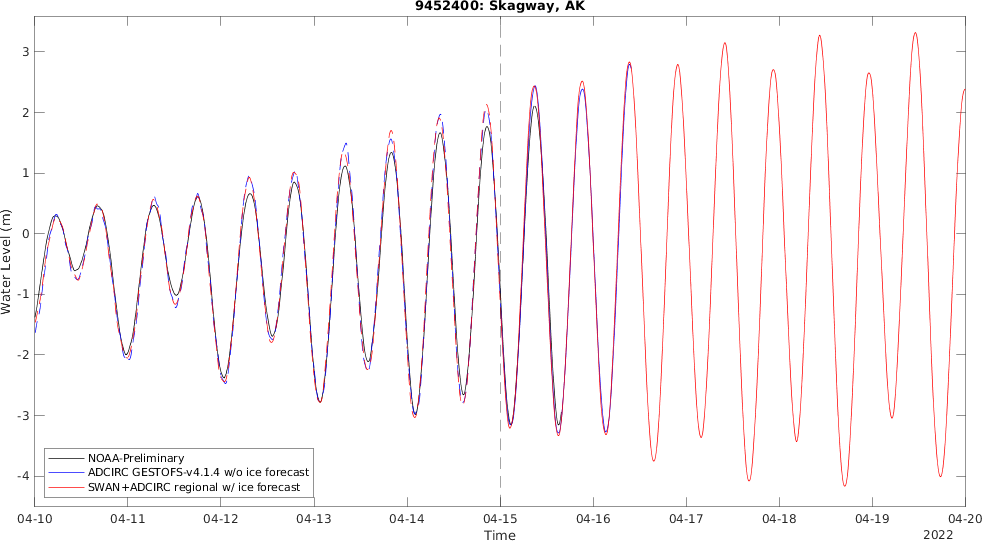 9452400: Skagway, AK
Water Level (m)
3
2
1
0
-1
-2
-3
-4
NOAA-Preliminary
ADCIRC GESTOFS-v4.1.4 w/o ice forecast
SWAN+ADCIRC regional w/ ice forecast
04-10 04-11 04-12 04-13 04-14 04-15 04-16 04-17 04-18 04-19 04-20
Time
2022